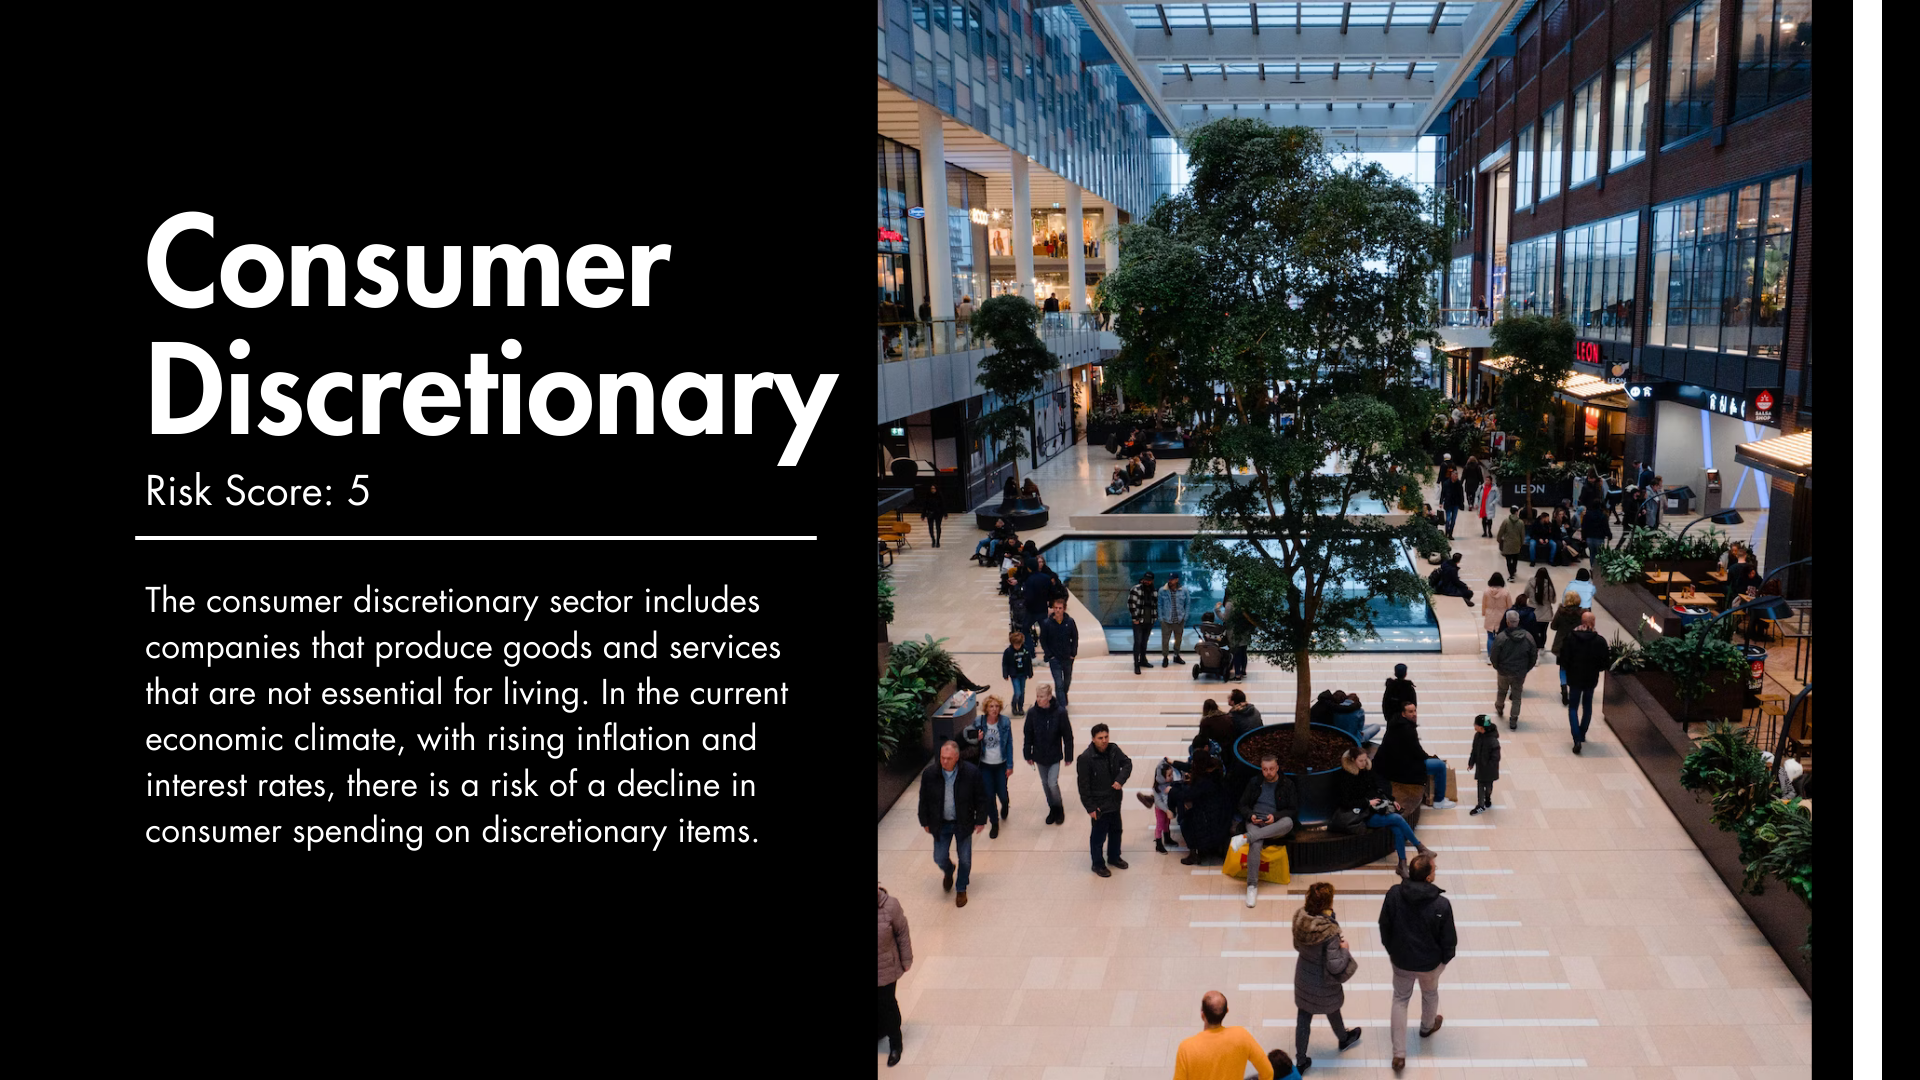 Consumer
Discretionary
Risk Score: 5
The consumer discretionary sector includes
companies that produce goods and services
that are not essential for living. In the current
economic climate, with rising inflation and
interest rates, there is a risk of a decline in
consumer spending on discretionary items.
LEON
LEON